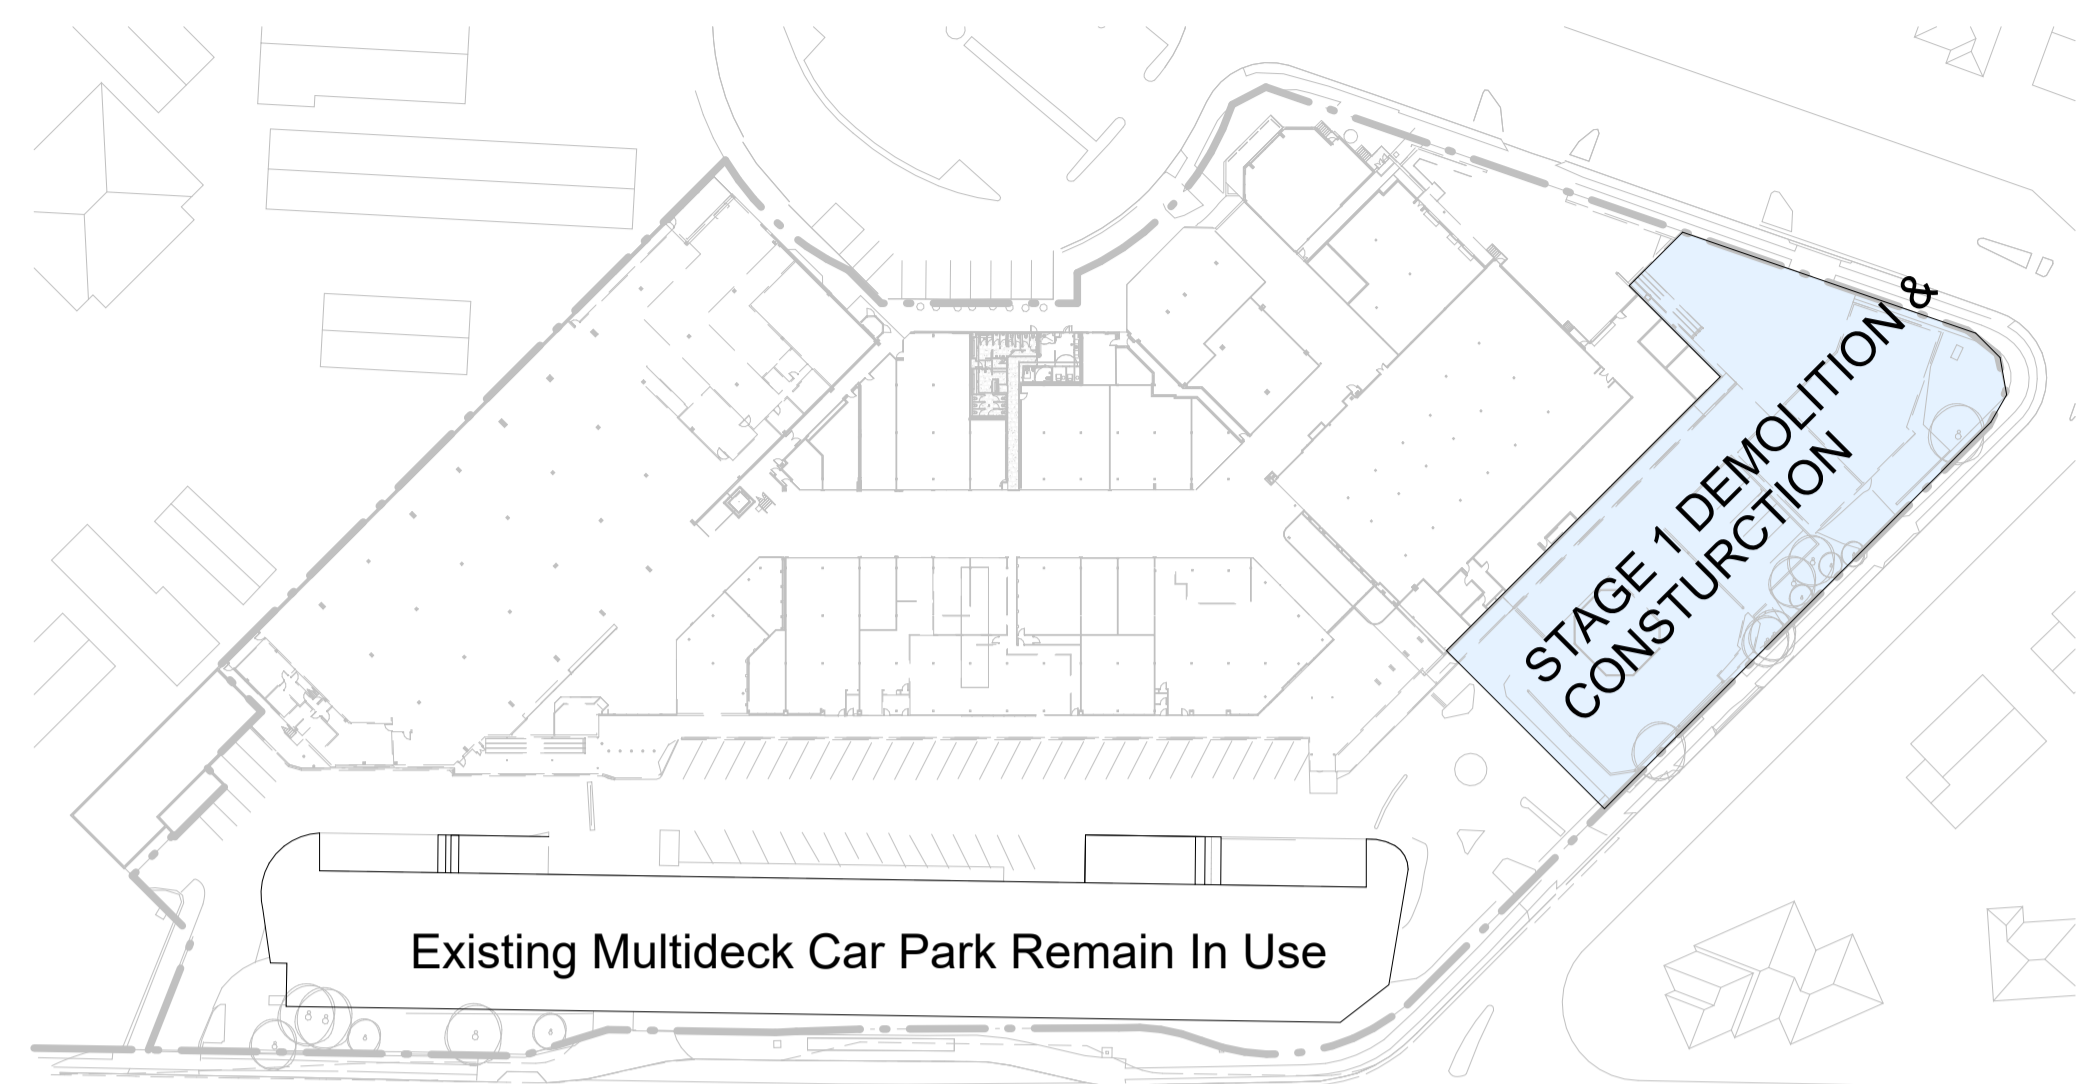 STAGE 1 DEMOLITION &
CONSTURCTION
Existing Multideck Car Park Remain In Use